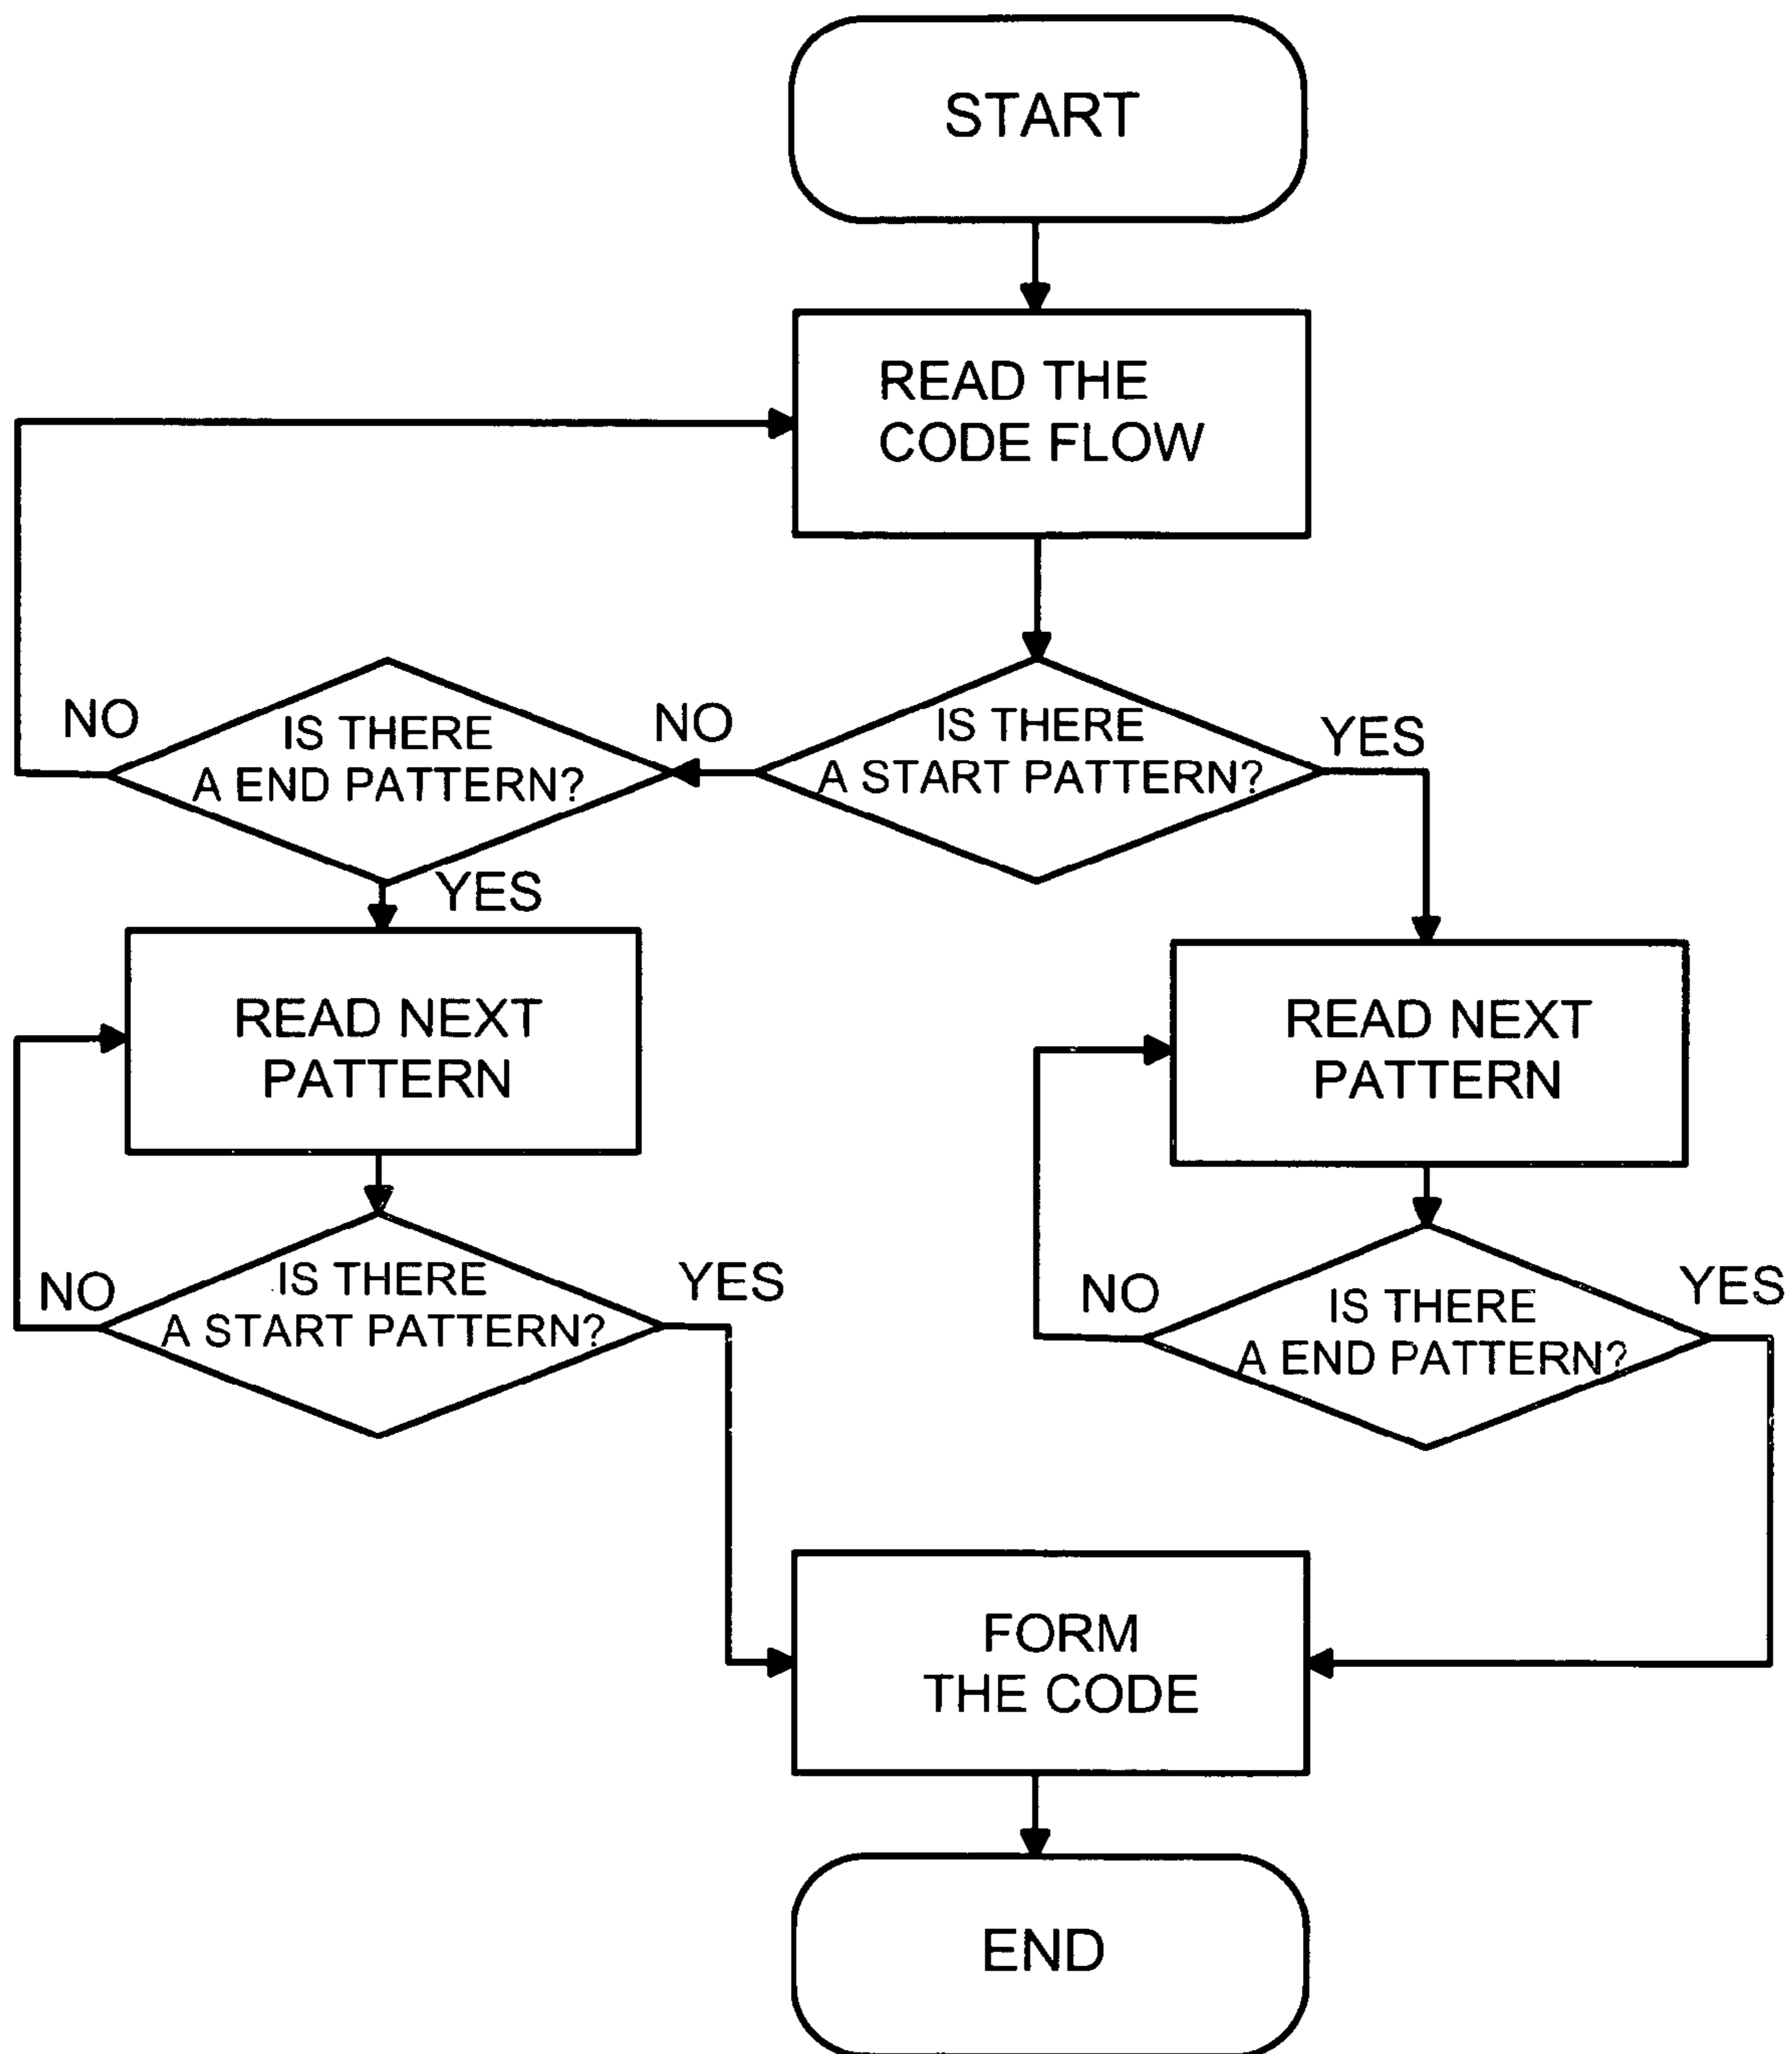 START
READ THE
CODE FLOW
NO
IS THERE
A END PATTERN?
NO
IS THERE
A START PATTERN?
YES
YES
READ NEXT
PATTERN
READ NEXT
PATTERN
NO
IS THERE
A START PATTERN?
YES
NO
IS THERE
A END PATTERN?
YES
FORM
THE CODE
END